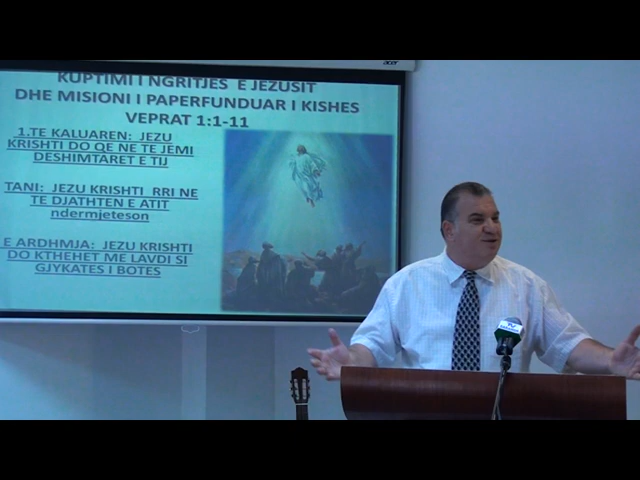 KUPTIMI I NGRITJES E JEZUSIT
DHE MISIONI I PAPERFUNDUAR I KISHES
VEPRAT 1:1-11
1.TE KALUAREN: JEZU
KRISHTI DO QE NE TE JEMI
DESHIMTARET E TIJ
TANI: JEZU KRISHTI RRI NE
TE DJATHTEN E ATIT
ndermjeteson
E ARDHMJA: JEZU KRISHTI
DO KTHEHET ME LAVDI SI
GJYKATES I BOTES
acer